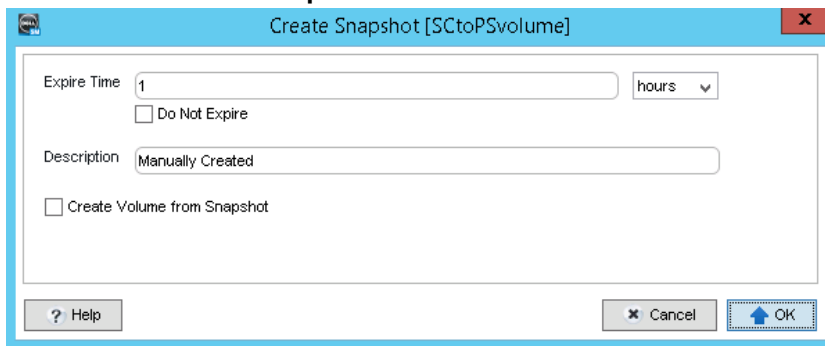 Create Snapshot [SCtoPSvolume]
x
Expire Time 1 hours
Do Not Expire
Description Manually Created
Create Volume from Snapshot
? Help Cancel OK